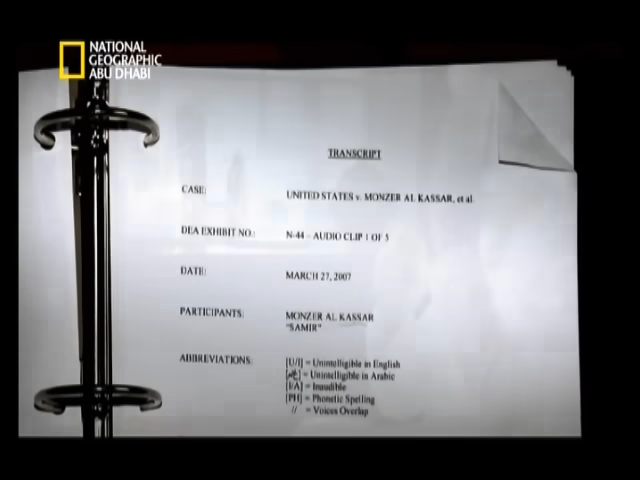 NATIONAL
GEOGRAPHIC
ABU DHABI
TRANSCRIPT
CASE: UNITED STATES v. MONZER AL KASSAR, et al.
DEA EXHIBIT NO.: N-44 – AUDIO CLIP 1 OF 5
DATE: MARCH 27, 2007
PARTICIPANTS: MONZER AL KASSAR
"SAMIR"
ABBREVIATIONS: [U/I] = Unintelligible in English
= Unintelligible in Arabic
[I/A] = Inaudible
[PH] = Phonetic Spelling
// = Voices Overlap